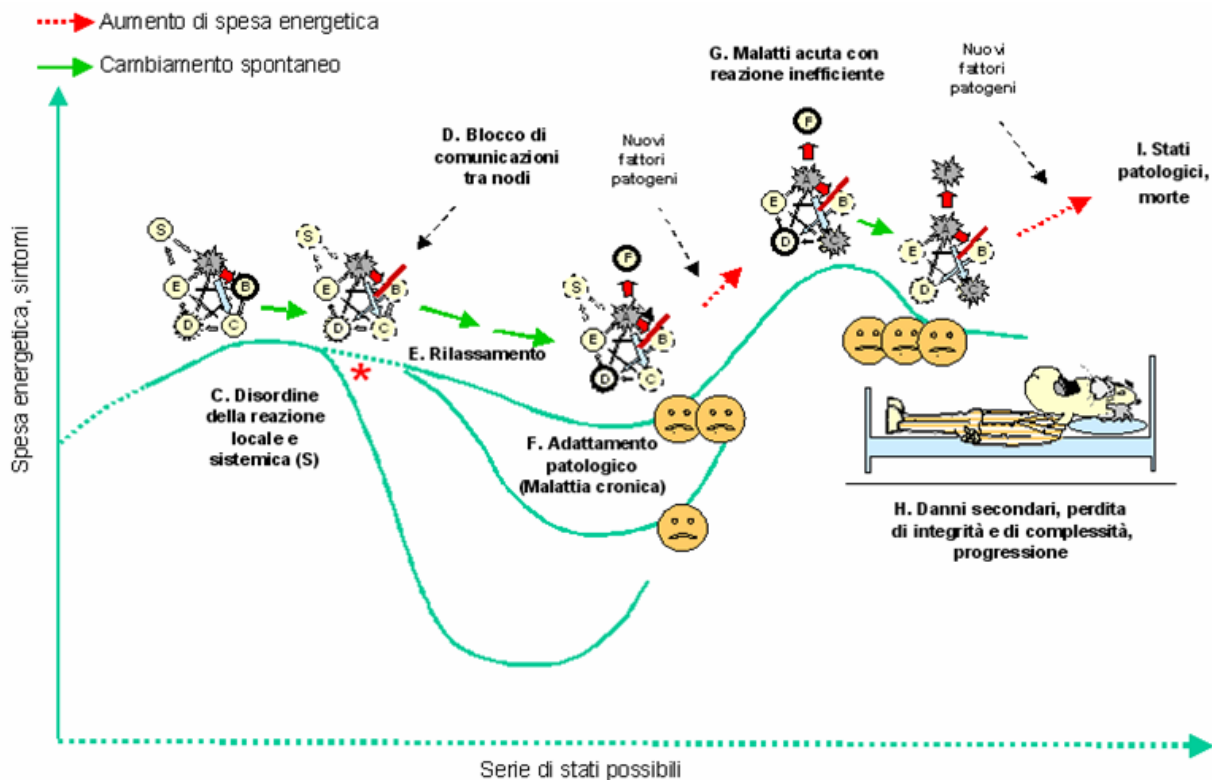 Aumento di spesa energetica
Cambiamento spontaneo
G. Malatti acuta con
reazione inefficiente
Nuovi
fattori
patogeni
D. Blocco di
comunicazioni
tra nodi
Nuovi
fattori
patogeni
I. Stati
patologici,
morte
S
A
E
B
D
C
S
A
E
B
D
C
F
S
A
E
B
D
C
F
A
E
B
D
C
F
A
E
B
D
C
E. Rilassamento
*
C. Disordine
della reazione
locale e
sistemica (S)
F. Adattamento
patologico
(Malattia cronica)
H. Danni secondari, perdita
di integrità e di complessità,
progressione
Spesa energetica, sintomi
Serie di stati possibili